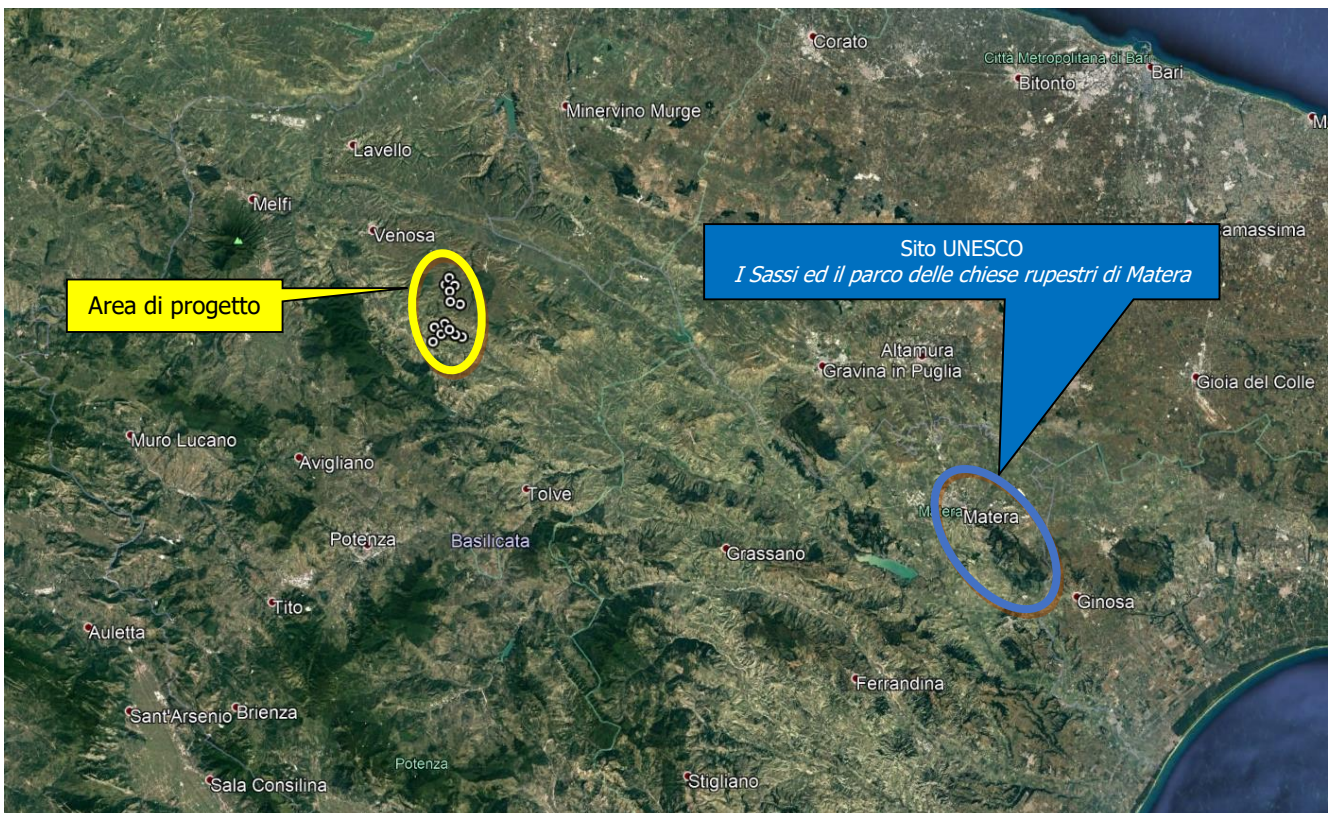 Corato
Città Metropolitana di Bari
Bari
Bitonto
Minervino Murge
M
Lavello
Melfi
Venosa
Sito UNESCO
I Sassi ed il parco delle chiese rupestri di Matera
amassima
Area di progetto
Altamura
Gravina in Puglia
Gioia del Colle
Muro Lucano
Avigliano
Tolve
Matera
Matera
Potenza
Basilicata
Grassano
Tito
Ginosa
Auletta
Ferrandina
Sant'Arsenio
Brienza
Potenza
Sala Consilina
Stigliano